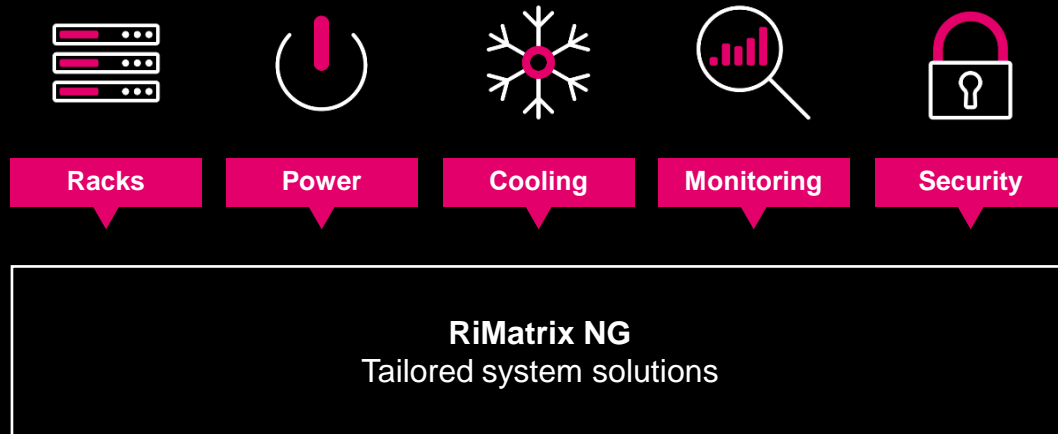 Racks
Power
Cooling
Monitoring
Security
RiMatrix NG
Tailored system solutions